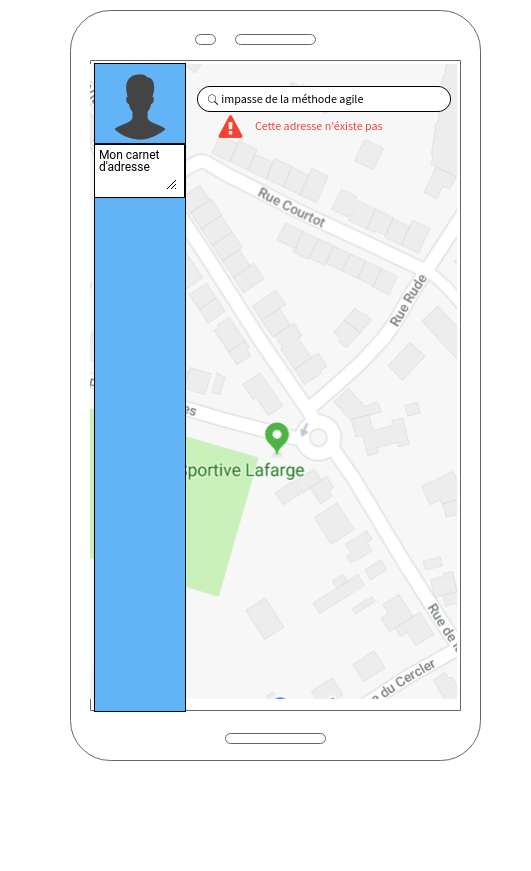 impasse de la méthode agile
Cette adresse n'éxiste pas
Mon carnet
d'adresse
Rue Courtot
Rue Rude
es
Sportive Lafarge
Rue de
e du Cercler